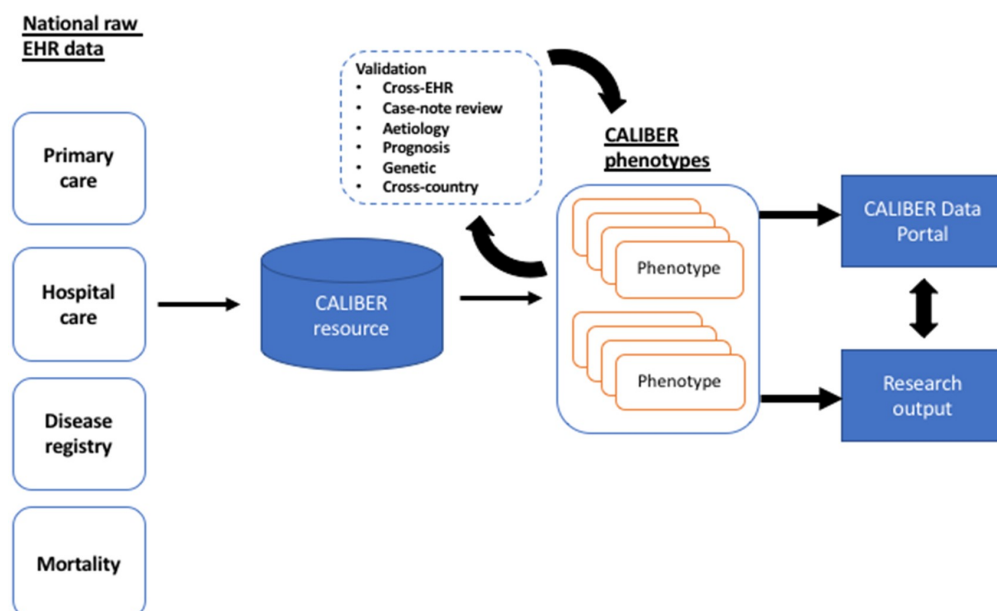 National raw
EHR data
Primary
care
Hospital
care
Disease
registry
Mortality
CALIBER
resource
Validation
• Cross-EHR
• Case-note review
• Aetiology
• Prognosis
• Genetic
• Cross-country
CALIBER
phenotypes
Phenotype
Phenotype
CALIBER Data
Portal
Research
output